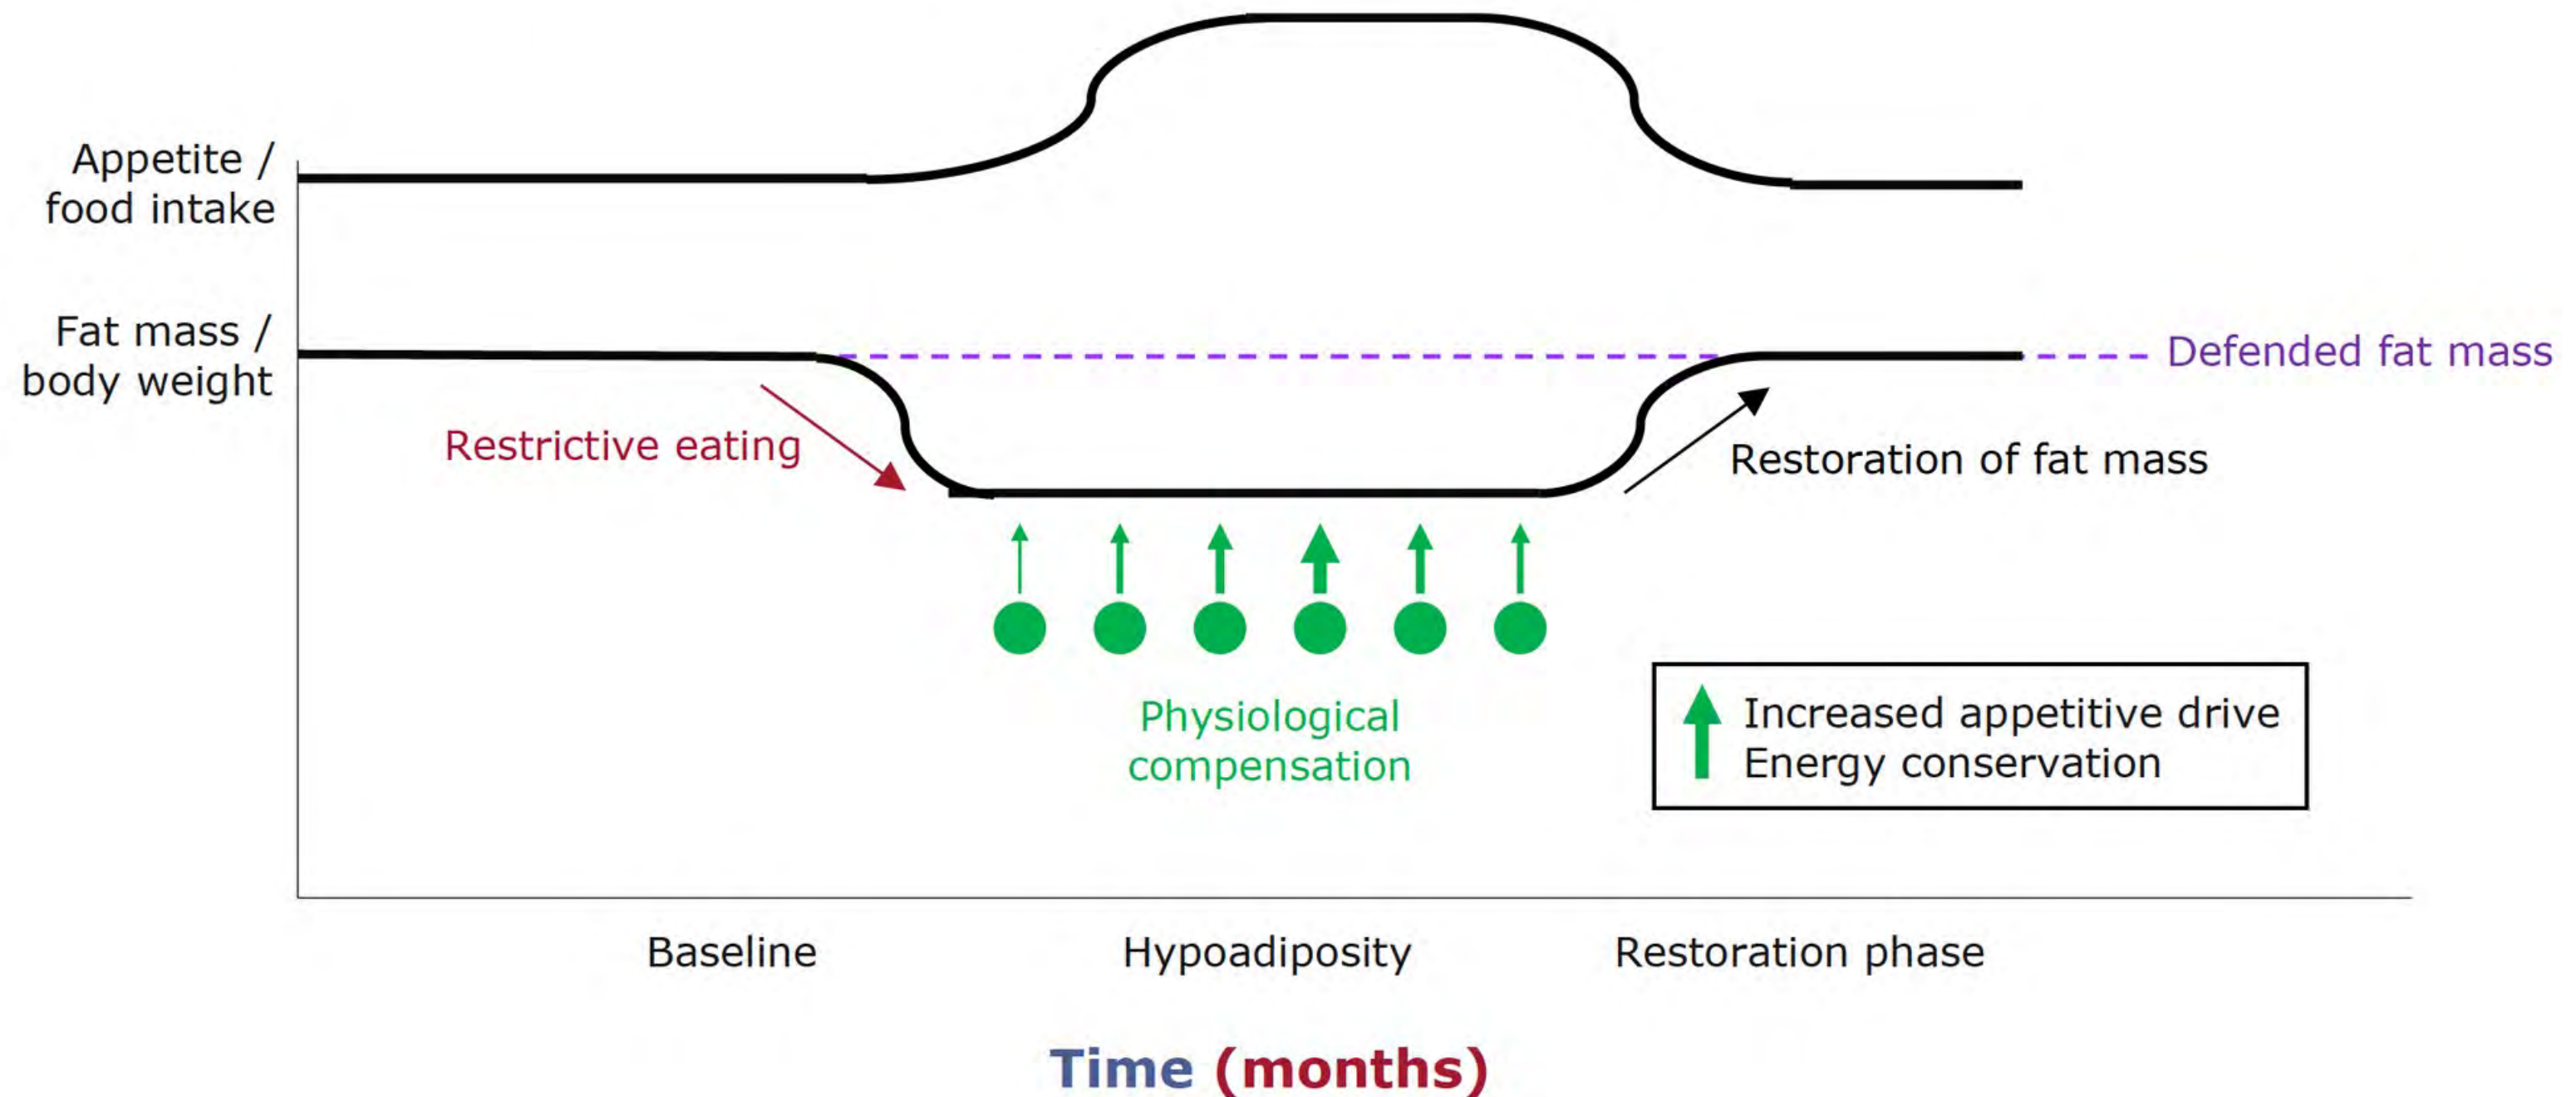 Appetite /
food intake
Fat mass /
body weight
Defended fat mass
Restrictive eating
Restoration of fat mass
Physiological
compensation
Increased appetitive drive
Energy conservation
Baseline
Hypoadiposity
Restoration phase
Time (months)